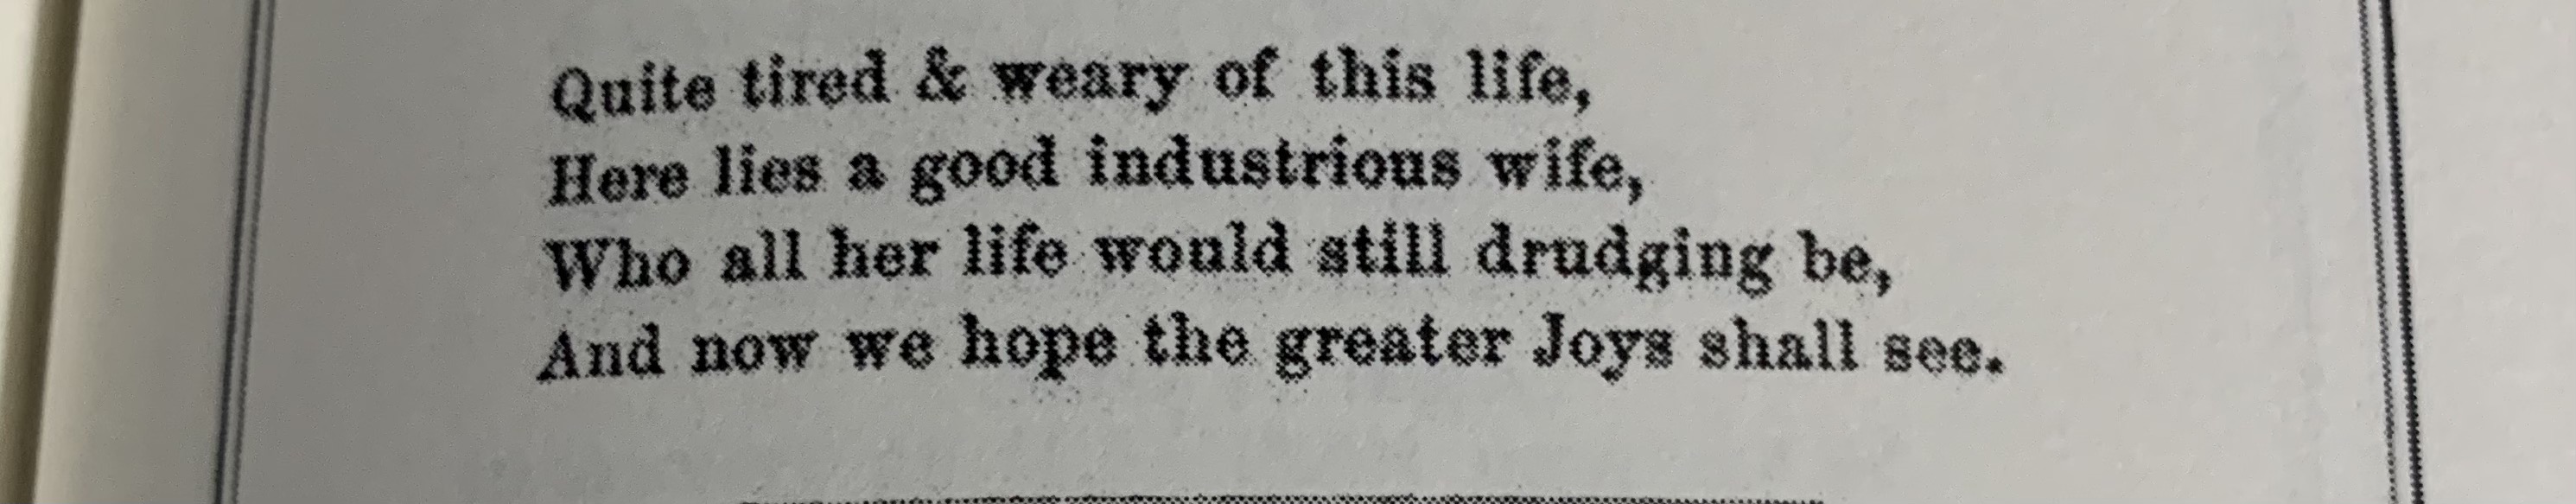 Quite tired & weary of this life,
Here lies a good industrious wife,
Who all her life would still drudging be,
And now we hope the greater Joys shall see.